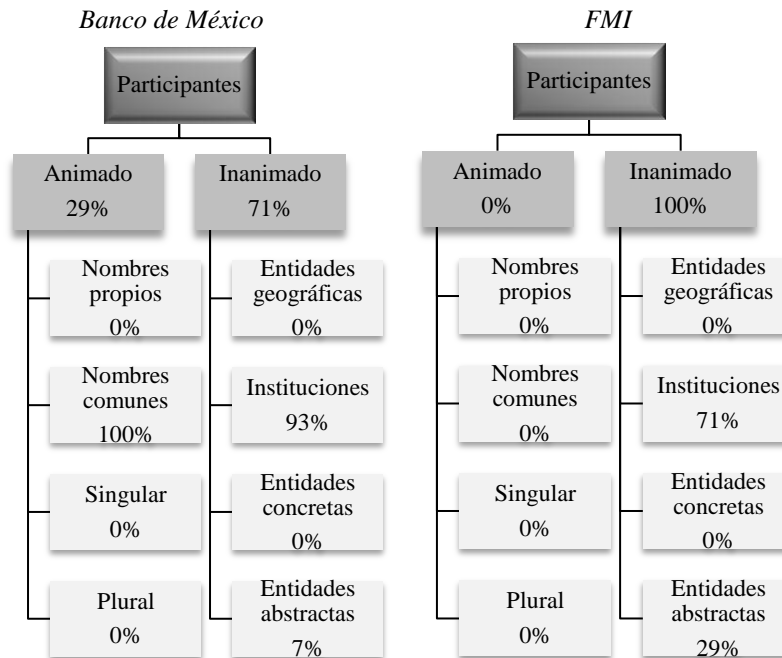 Banco de México
Participantes
Animado
29%
Inanimado
71%
Nombres
propios
0%
Entidades
geográficas
0%
Nombres
comunes
100%
Instituciones
93%
Singular
0%
Entidades
concretas
0%
Plural
0%
Entidades
abstractas
7%
FMI
Participantes
Animado
0%
Inanimado
100%
Nombres
propios
0%
Entidades
geográficas
0%
Nombres
comunes
0%
Instituciones
71%
Singular
0%
Entidades
concretas
0%
Plural
0%
Entidades
abstractas
29%